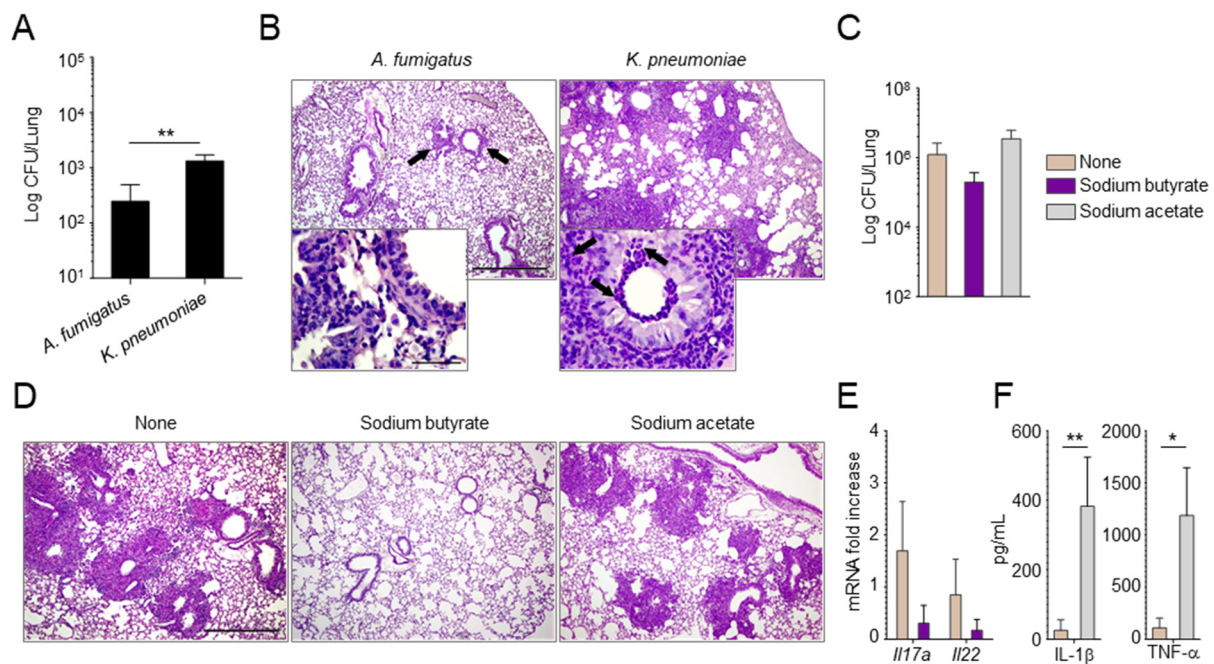 A
Log CFU/Lung
10⁵
10⁴
10³
10²
10¹
**
A. fumigatus
K. pneumoniae
B
A. fumigatus
K. pneumoniae
C
Log CFU/Lung
10⁸
10⁶
10⁴
10²
None
Sodium butyrate
Sodium acetate
D
None
Sodium butyrate
Sodium acetate
E
mRNA fold increase
4
3
2
1
0
Il17a
Il22
F
pg/mL
600
400
200
0
**
IL-1β
2000
1500
1000
500
0
*
TNF-α